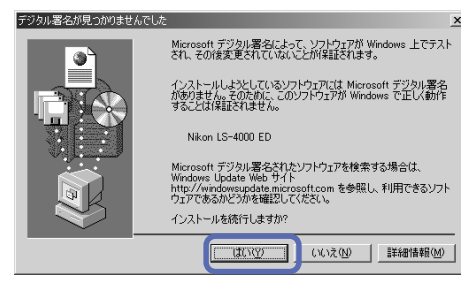 デジタル署名が見つかりませんでした
Microsoft デジタル署名によって、ソフトウェアが Windows 上でテスト
され、その後変更されていないことが保証されます。
インストールしようとしているソフトウェアには Microsoft デジタル署名
がありません。そのために、このソフトウェアが Windows で正しく動作
することは保証されません。
Nikon LS-4000 ED
Microsoft デジタル署名されたソフトウェアを検索する場合は、
Windows Update Web サイト
http://windowsupdate.microsoft.com を参照し、利用できるソフト
ウェアであるかどうかを確認してください。
インストールを続行しますか?
はい(Y) いいえ(N) 詳細情報(M)